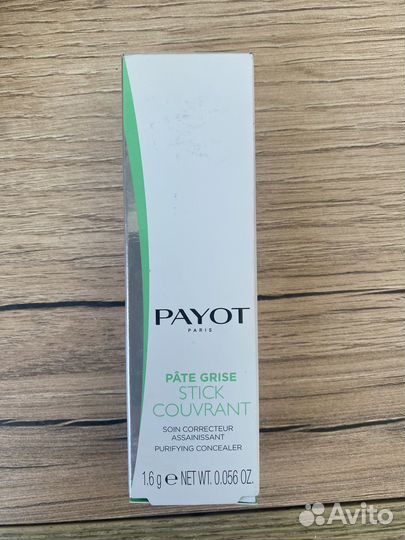 PAYOT
PARIS
PÂTE GRISE
STICK
COUVRANT
SOIN CORRECTEUR
ASSAINISSANT
PURIFYING CONCEALER
1.6 g ℮ NET WT. 0.056 OZ.
Avito